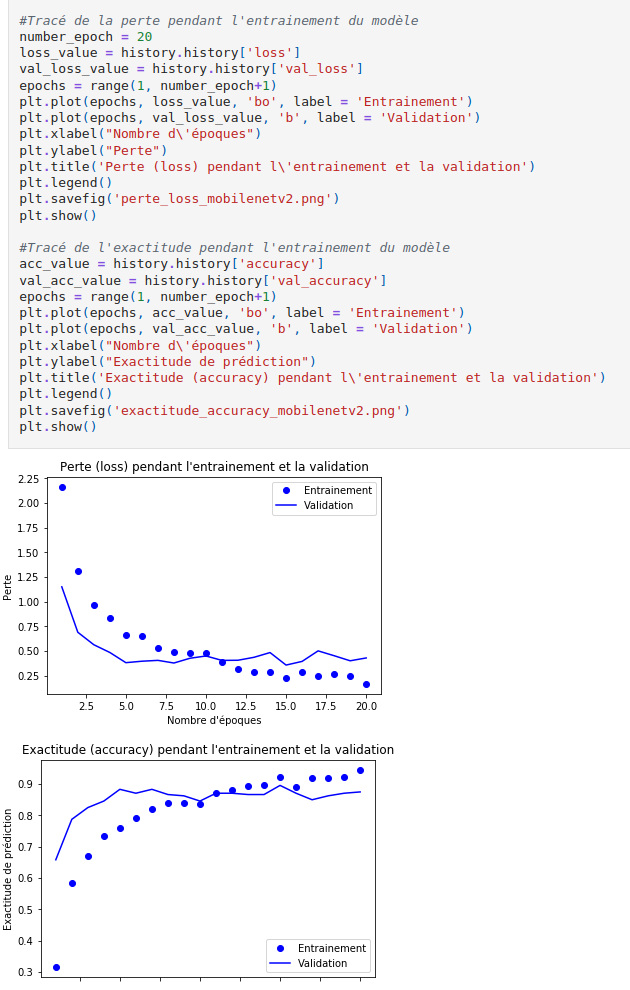 #Tracé de la perte pendant l'entrainement du modèle
number_epoch = 20
loss_value = history.history['loss']
val_loss_value = history.history['val_loss']
epochs = range(1, number_epoch+1)
plt.plot(epochs, loss_value, 'bo', label = 'Entrainement')
plt.plot(epochs, val_loss_value, 'b', label = 'Validation')
plt.xlabel("Nombre d\'époques")
plt.ylabel("Perte")
plt.title('Perte (loss) pendant l\'entrainement et la validation')
plt.legend()
plt.savefig('perte_loss_mobilenetv2.png')
plt.show()
#Tracé de l'exactitude pendant l'entrainement du modèle
acc_value = history.history['accuracy']
val_acc_value = history.history['val_accuracy']
epochs = range(1, number_epoch+1)
plt.plot(epochs, acc_value, 'bo', label = 'Entrainement')
plt.plot(epochs, val_acc_value, 'b', label = 'Validation')
plt.xlabel("Nombre d\'époques")
plt.ylabel("Exactitude de prédiction")
plt.title('Exactitude (accuracy) pendant l\'entrainement et la validation')
plt.legend()
plt.savefig('exactitude_accuracy_mobilenetv2.png')
plt.show()
Perte (loss) pendant l'entrainement et la validation
2.25
2.00
1.75
1.50
1.25
1.00
0.75
0.50
0.25
Perte
Entrainement
Validation
2.5 5.0 7.5 10.0 12.5 15.0 17.5 20.0
Nombre d'époques
Exactitude (accuracy) pendant l'entrainement et la validation
0.9
0.8
0.7
0.6
0.5
0.4
0.3
Exactitude de prédiction
Entrainement
Validation